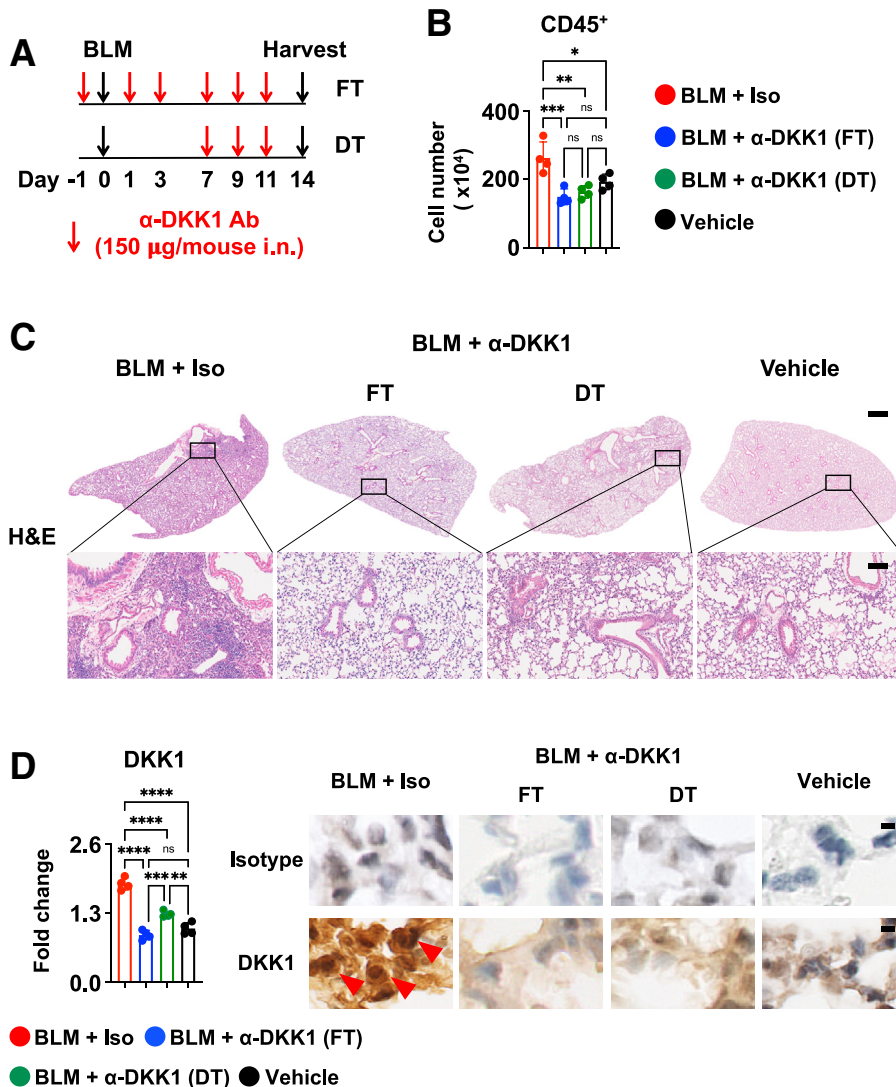 A
BLM Harvest
FT
DT
Day -1 0 1 3 7 9 11 14
α-DKK1 Ab
(150 μg/mouse i.n.)
B
CD45⁺
*
**
*** ns
ns ns
400
200
0
Cell number
( x10⁴)
BLM + Iso
BLM + α-DKK1 (FT)
BLM + α-DKK1 (DT)
Vehicle
C
BLM + α-DKK1
BLM + Iso FT DT Vehicle
H&E
D
DKK1
****
****
**** ns
*** ***
2.6
1.3
0.0
Fold change
BLM + α-DKK1
BLM + Iso FT DT Vehicle
Isotype
DKK1
BLM + Iso BLM + α-DKK1 (FT)
BLM + α-DKK1 (DT) Vehicle